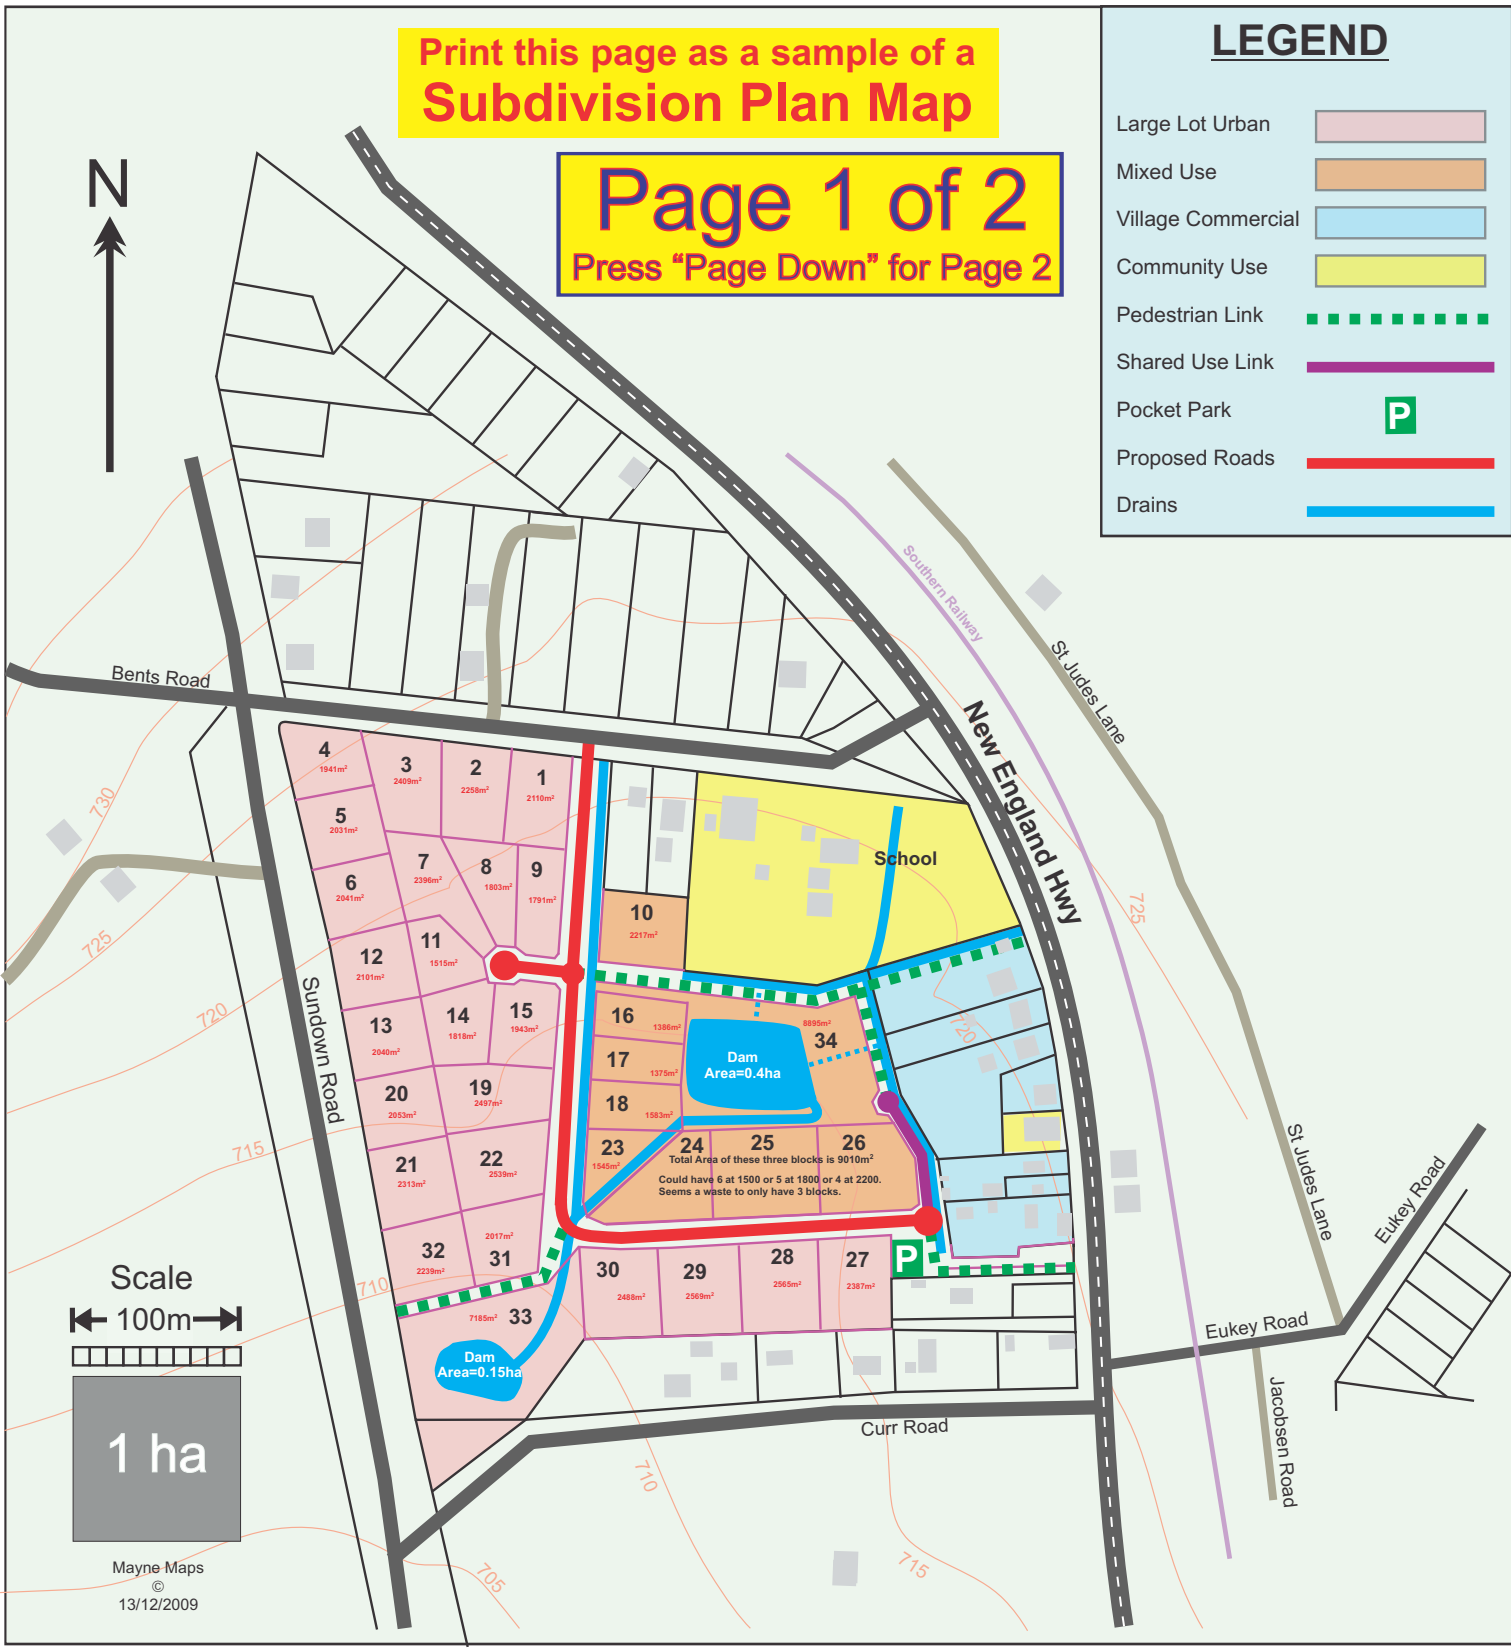 Print this page as a sample of a
Subdivision Plan Map
Page 1 of 2
Press “Page Down” for Page 2
LEGEND
Large Lot Urban
Mixed Use
Village Commercial
Community Use
Pedestrian Link
Shared Use Link
Pocket Park
P
Proposed Roads
Drains
N
Southern Railway
St Judes Lane
Bents Road
New England Hwy
4
1941m²
3
2409m²
2
2258m²
1
2110m²
5
2031m²
6
2041m²
7
2396m²
8
1803m²
9
1791m²
School
10
2217m²
730
725
725
11
1515m²
12
2101m²
13
2040m²
14
1818m²
15
1943m²
16
1386m²
17
1375m²
18
1583m²
8895m²
34
Dam
Area=0.4ha
720
720
Sundown Road
19
2497m²
20
2053m²
21
2313m²
22
2539m²
23
1545m²
24
25
26
Total Area of these three blocks is 9010m²
Could have 6 at 1500 or 5 at 1800 or 4 at 2200.
Seems a waste to only have 3 blocks.
715
St Judes Lane
Eukey Road
2017m²
31
32
2239m²
30
2488m²
29
2569m²
28
2565m²
27
2387m²
P
710
7185m²
33
Dam
Area=0.15ha
Scale
100m
1 ha
Eukey Road
Jacobsen Road
Curr Road
710
715
705
Mayne Maps
©
13/12/2009